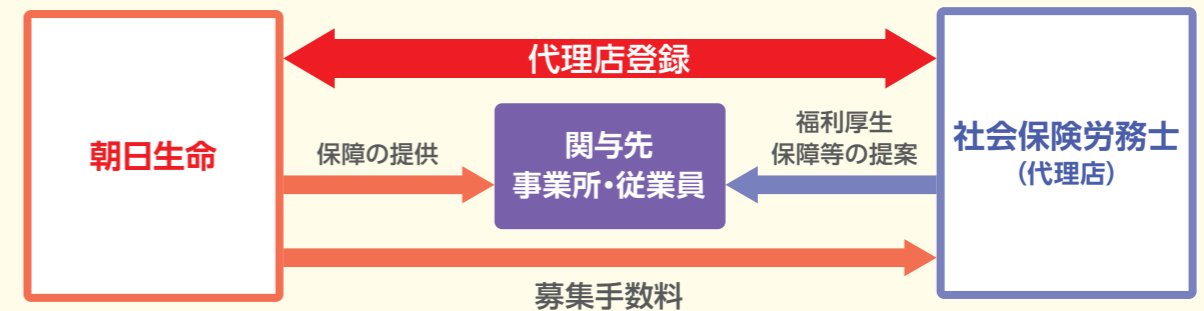 代理店登録
朝日生命
保障の提供
関与先
事業所・従業員
福利厚生
保障等の提案
社会保険労務士
(代理店)
募集手数料